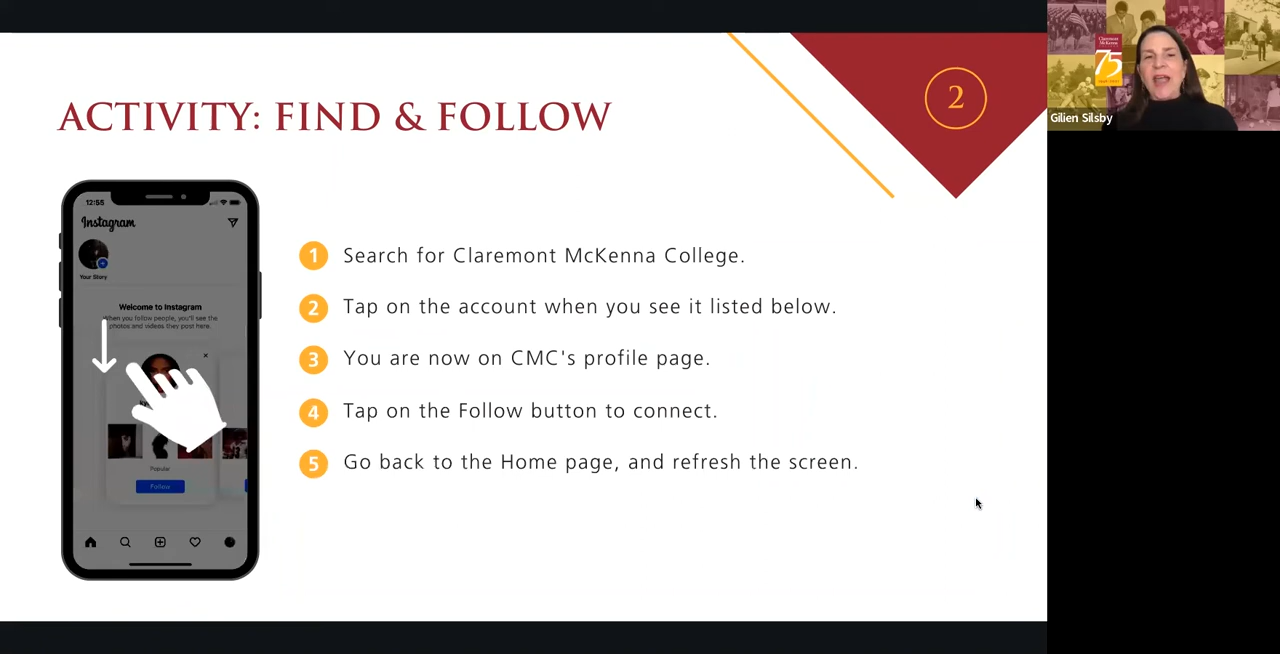 ACTIVITY: FIND & FOLLOW
2
Claremont
McKenna
75
Gilien Silsby
12:55
Instagram
Your Story
Welcome to Instagram
When you follow people, you'll see the
photos and videos they post here.
Popular
Follow
1 Search for Claremont McKenna College.
2 Tap on the account when you see it listed below.
3 You are now on CMC's profile page.
4 Tap on the Follow button to connect.
5 Go back to the Home page, and refresh the screen.